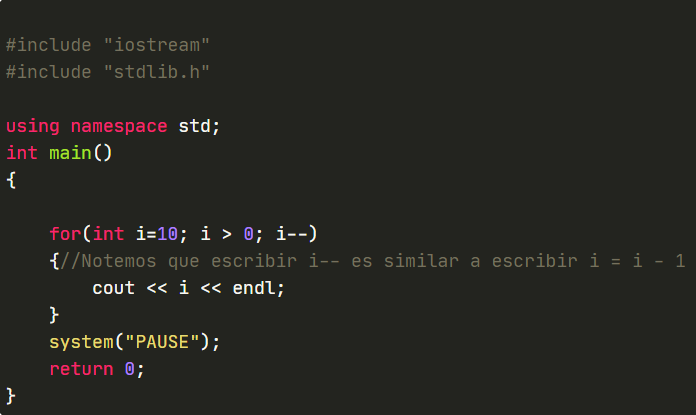 #include "iostream"
#include "stdlib.h"
using namespace std;
int main()
{
for(int i=10; i > 0; i--)
{//Notemos que escribir i-- es similar a escribir i = i - 1
cout << i << endl;
}
system("PAUSE");
return 0;
}